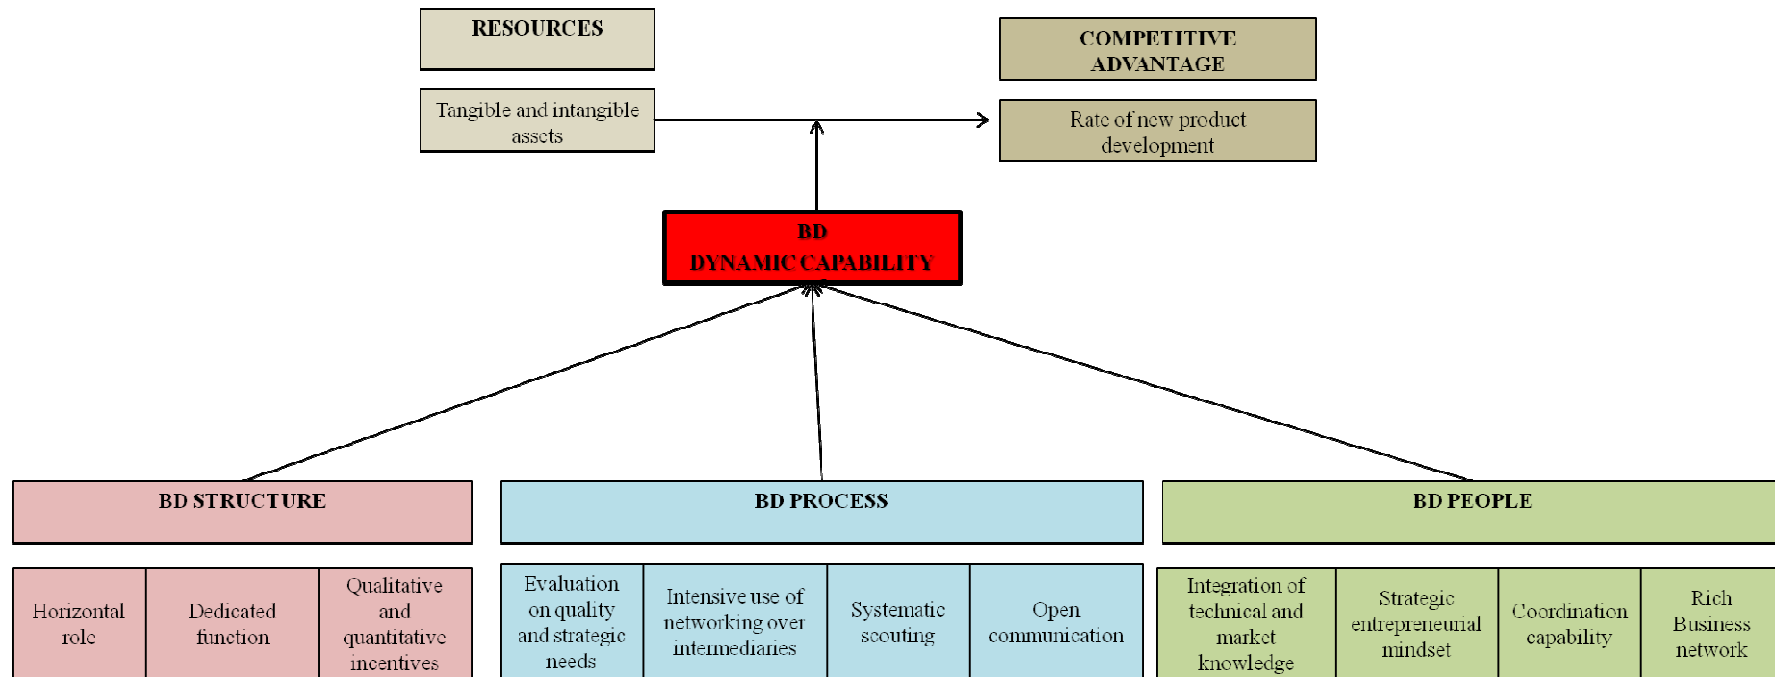 RESOURCES
COMPETITIVE
ADVANTAGE
Tangible and intangible
assets
Rate of new product
development
BD
DYNAMIC CAPABILITY
BD STRUCTURE
BD PROCESS
BD PEOPLE
Horizontal
role
Dedicated
function
Qualitative
and
quantitative
incentives
Evaluation
on quality
and strategic
needs
Intensive use of
networking over
intermediaries
Systematic
scouting
Open
communication
Integration of
technical and
market
knowledge
Strategic
entrepreneurial
mindset
Coordination
capability
Rich
Business
network